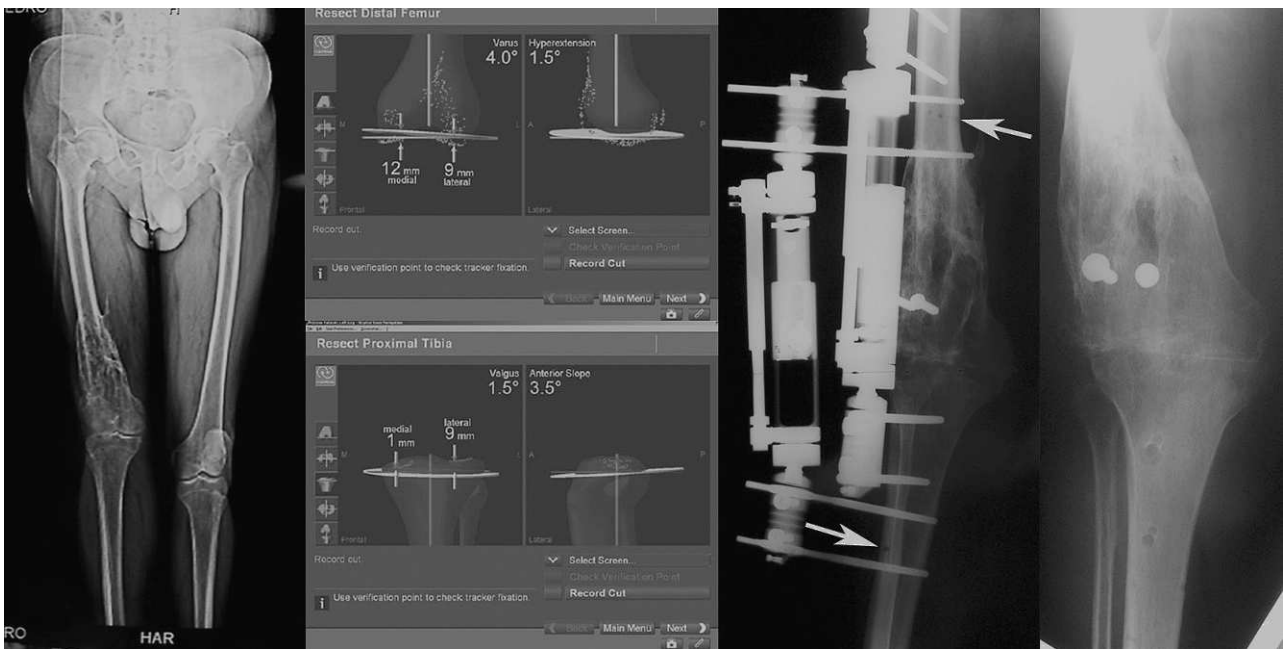 EDRO
Resect Distal Femur
Varus
4.0°
Hyperextension
1.5°
M
L
A
P
12 mm
medial
9 mm
lateral
Frontal
Lateral
Record cut.
Select Screen...
Check Verification Point
Use verification point to check tracker fixation.
Record Cut
Back
Main Menu
Next
Resect Proximal Tibia
Valgus
1.5°
Anterior Slope
3.5°
medial
1
mm
lateral
9
mm
M
L
A
P
Frontal
Lateral
Record cut.
Select Screen...
Check Verification Point
Use verification point to check tracker fixation.
Record Cut
Back
Main Menu
Next
RO
HAR